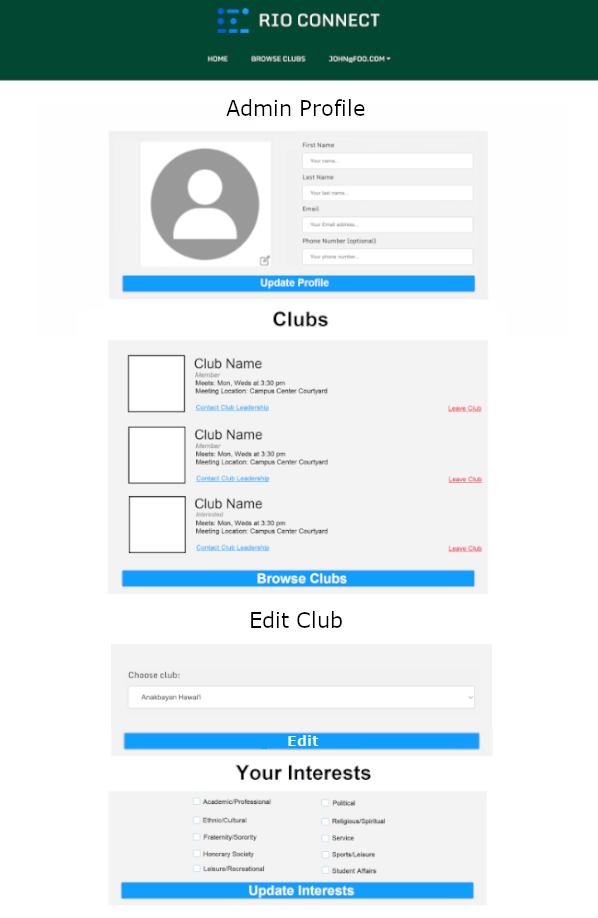 RIO CONNECT
HOME BROWSE CLUBS JOHN@FOO.COM
Admin Profile
First Name
Your name...
Last Name
Your last name...
Email
Your Email address...
Phone Number (optional)
Your phone number...
Update Profile
Clubs
Club Name
Member
Meets: Mon, Weds at 3:30 pm
Meeting Location: Campus Center Courtyard
Contact Club Leadership Leave Club
Club Name
Member
Meets: Mon, Weds at 3:30 pm
Meeting Location: Campus Center Courtyard
Contact Club Leadership Leave Club
Club Name
Interested
Meets: Mon, Weds at 3:30 pm
Meeting Location: Campus Center Courtyard
Contact Club Leadership Leave Club
Browse Clubs
Edit Club
Choose club:
Anakbayan Hawai'i
Edit
Your Interests
Academic/Professional Political
Ethnic/Cultural Religious/Spiritual
Fraternity/Sorority Service
Honorary Society Sports/Leisure
Leisure/Recreational Student Affairs
Update Interests